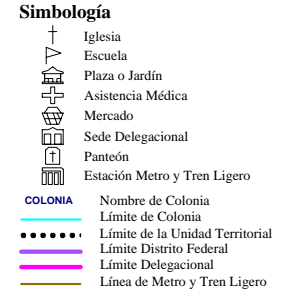 Simbología
Iglesia
Escuela
Plaza o Jardín
Asistencia Médica
Mercado
Sede Delegacional
Panteón
Estación Metro y Tren Ligero
COLONIA Nombre de Colonia
Límite de Colonia
Límite de la Unidad Territorial
Límite Distrito Federal
Límite Delegacional
Línea de Metro y Tren Ligero